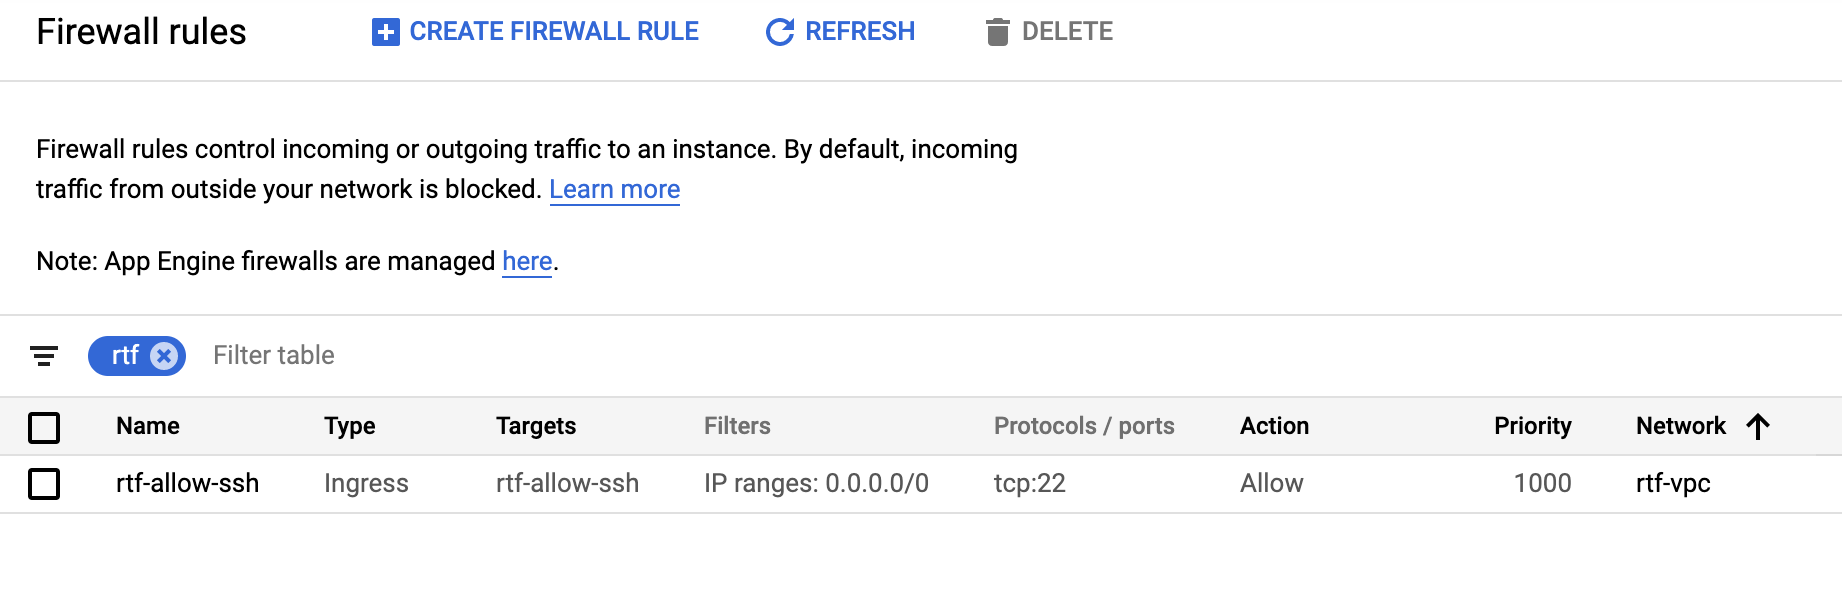 Firewall rules CREATE FIREWALL RULE REFRESH DELETE
Firewall rules control incoming or outgoing traffic to an instance. By default, incoming
traffic from outside your network is blocked. Learn more
Note: App Engine firewalls are managed here.
rtf Filter table
Name Type Targets Filters Protocols / ports Action Priority Network
rtf-allow-ssh Ingress rtf-allow-ssh IP ranges: 0.0.0.0/0 tcp:22 Allow 1000 rtf-vpc